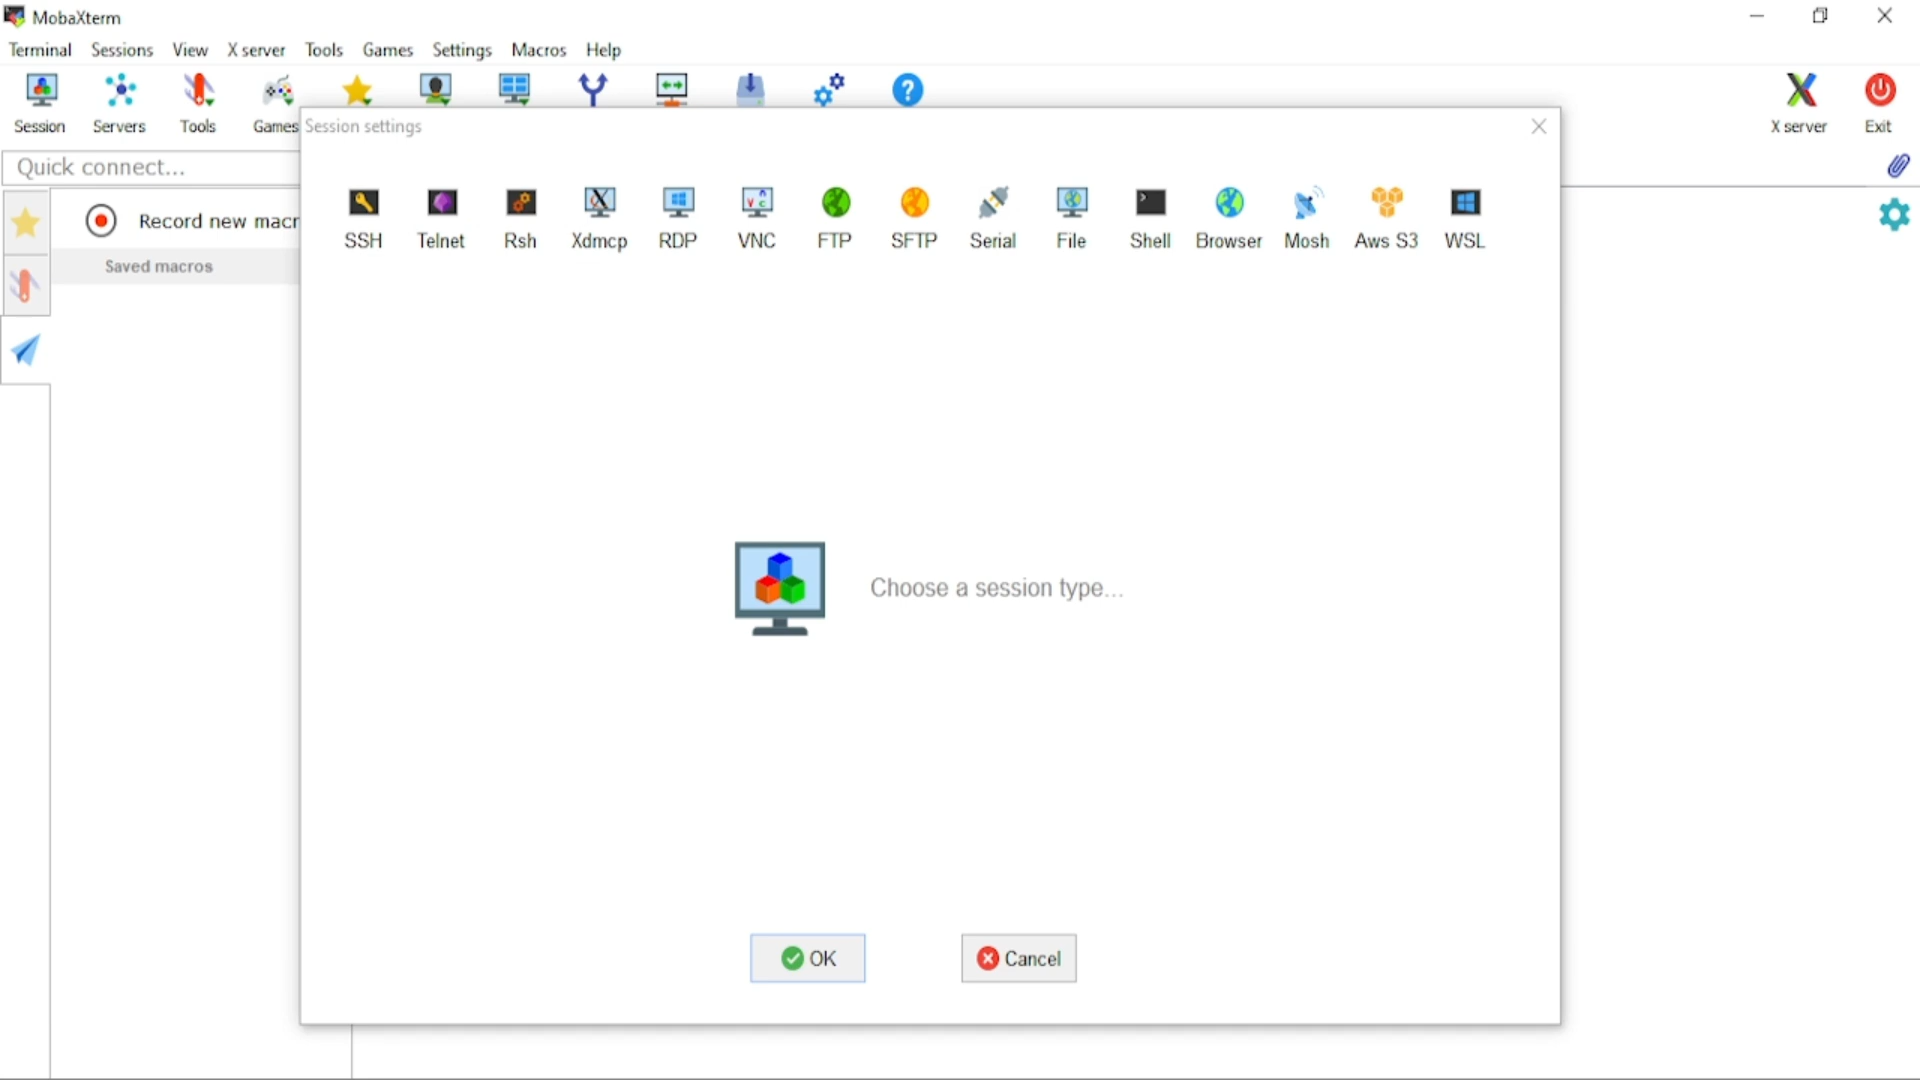 MobaXterm
Terminal Sessions View X server Tools Games Settings Macros Help
Session Servers Tools Games X server Exit
Session settings
Quick connect...
Record new macr
Saved macros
SSH Telnet Rsh Xdmcp RDP VNC FTP SFTP Serial File Shell Browser Mosh Aws S3 WSL
Choose a session type...
OK Cancel